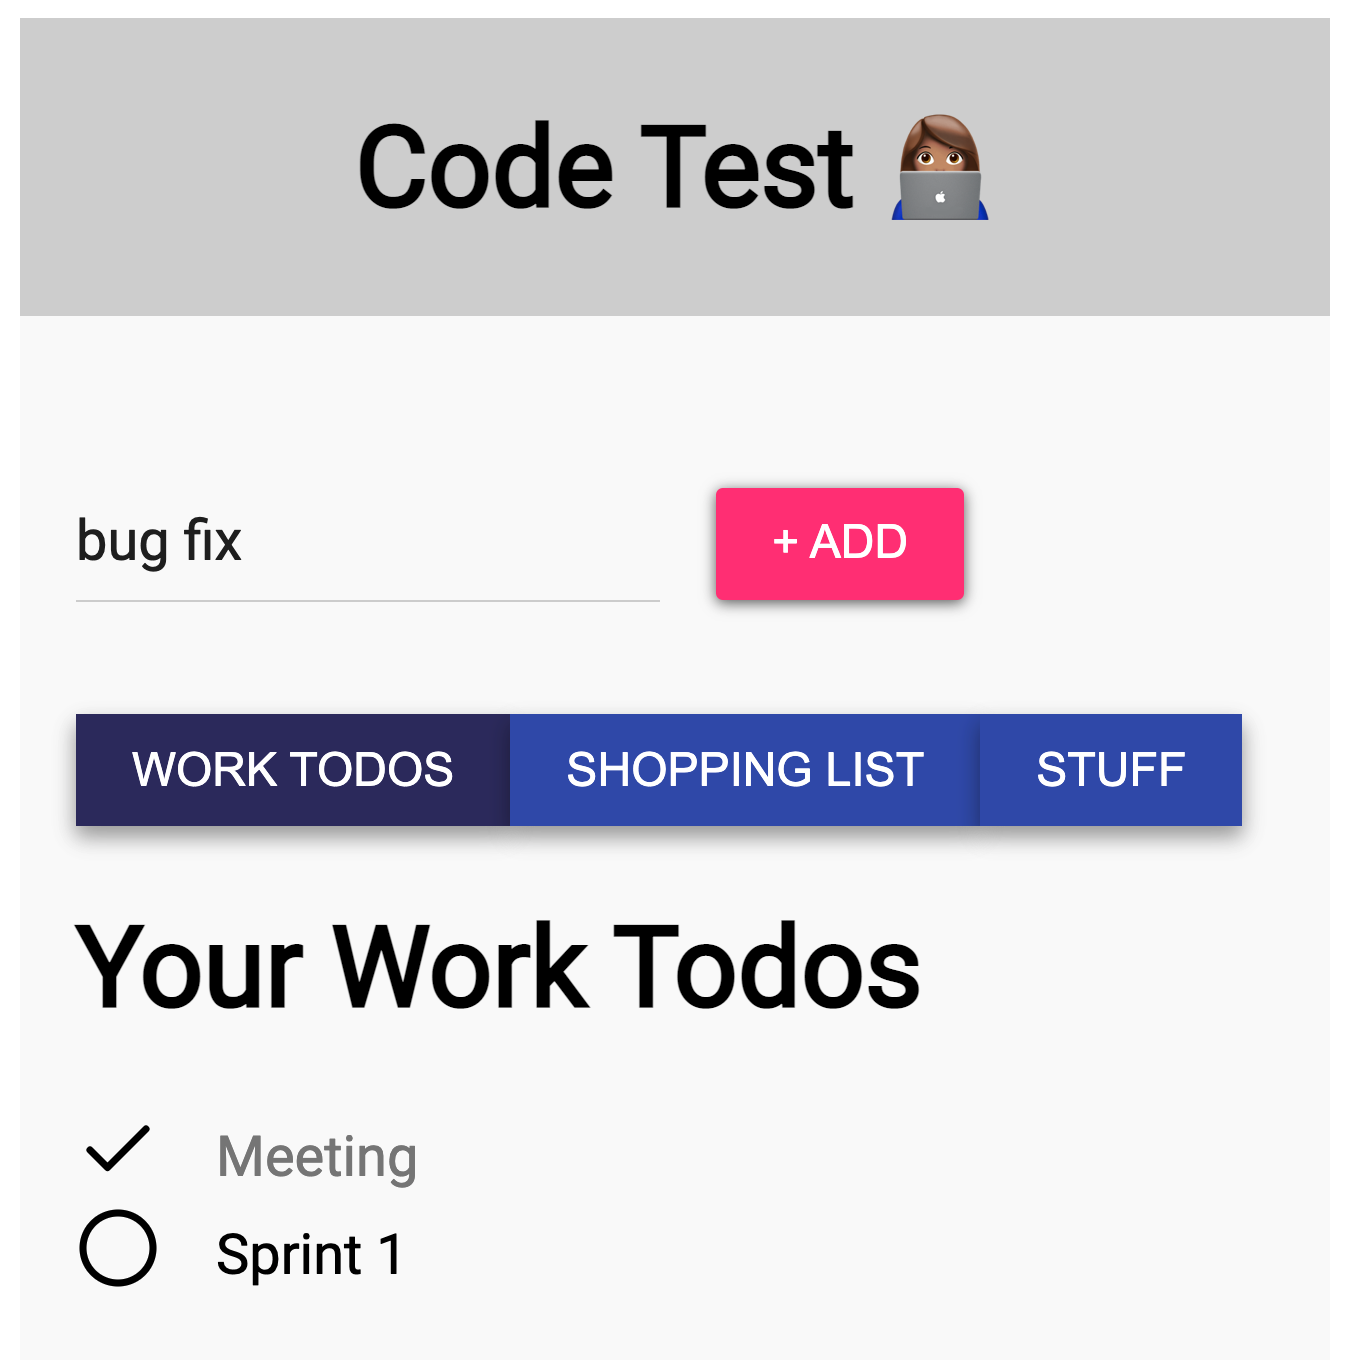 Code Test 👩🏽‍💻
bug fix
+ ADD
WORK TODOS SHOPPING LIST STUFF
Your Work Todos
Meeting
Sprint 1